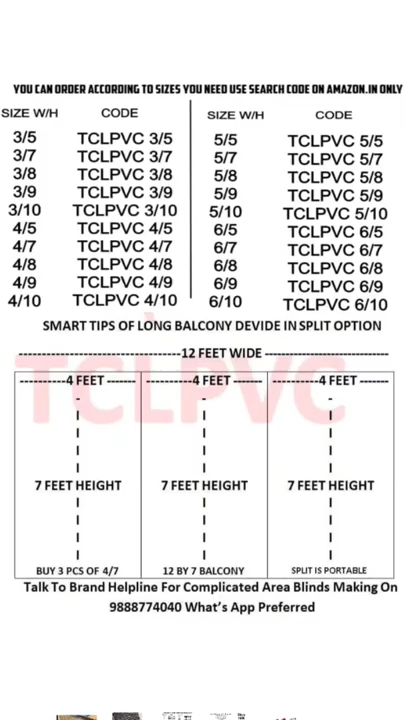 YOU CAN ORDER ACCORDING TO SIZES YOU NEED USE SEARCH CODE ON AMAZON.IN ONLY
SIZE W/H CODE SIZE W/H CODE
3/5 TCLPVC 3/5 5/5 TCLPVC 5/5
3/7 TCLPVC 3/7 5/7 TCLPVC 5/7
3/8 TCLPVC 3/8 5/8 TCLPVC 5/8
3/9 TCLPVC 3/9 5/9 TCLPVC 5/9
3/10 TCLPVC 3/10 5/10 TCLPVC 5/10
4/5 TCLPVC 4/5 6/5 TCLPVC 6/5
4/7 TCLPVC 4/7 6/7 TCLPVC 6/7
4/8 TCLPVC 4/8 6/8 TCLPVC 6/8
4/9 TCLPVC 4/9 6/9 TCLPVC 6/9
4/10 TCLPVC 4/10 6/10 TCLPVC 6/10
SMART TIPS OF LONG BALCONY DEVIDE IN SPLIT OPTION
12 FEET WIDE
TCLPVC
4 FEET 4 FEET 4 FEET
7 FEET HEIGHT 7 FEET HEIGHT 7 FEET HEIGHT
BUY 3 PCS OF 4/7 12 BY 7 BALCONY SPLIT IS PORTABLE
Talk To Brand Helpline For Complicated Area Blinds Making On
9888774040 What's App Preferred